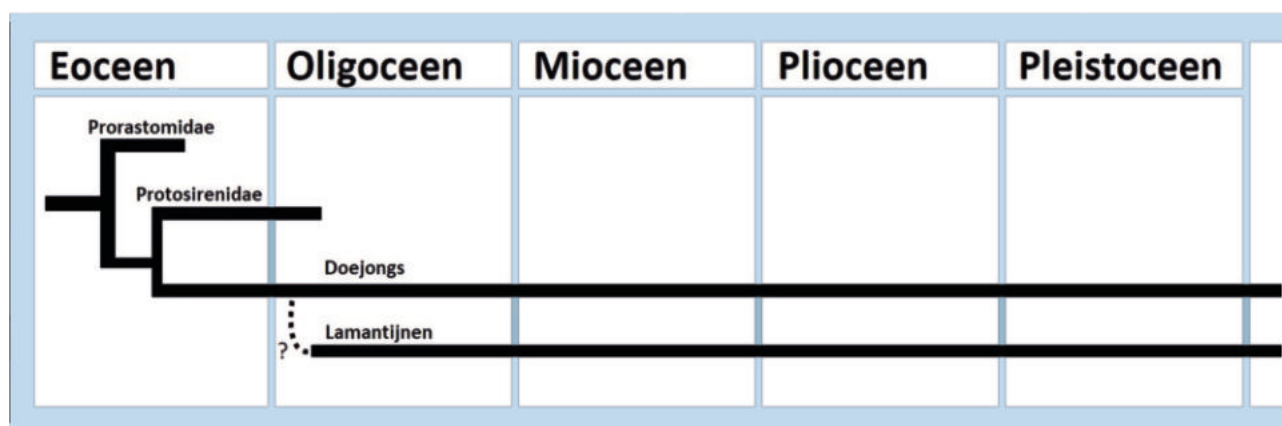 Eoceen Oligoceen Mioceen Plioceen Pleistoceen
Prorastomidae
Protosirenidae
Doejongs
Lamantijnen
?